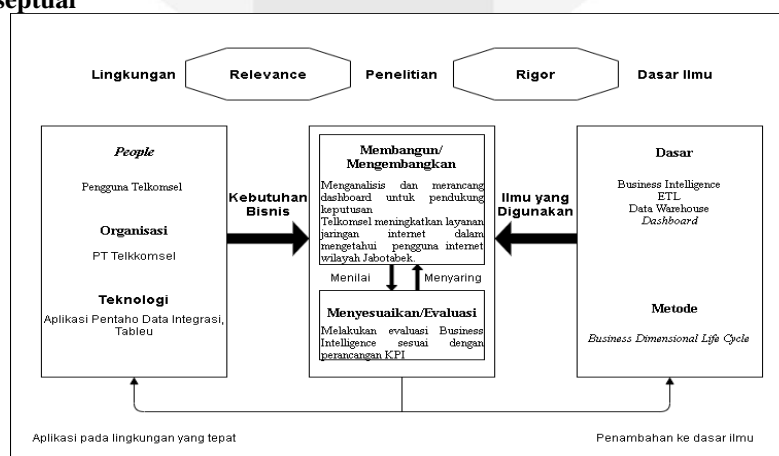 septual
Lingkungan
Relevance
Penelitian
Rigor
Dasar Ilmu
People
Pengguna Telkomsel
Organisasi
PT Telkkomsel
Teknologi
Aplikasi Pentaho Data Integrasi,
Tableu
Kebutuhan
Bisnis
Membangun/
Mengembangkan
Menganalisis dan merancang
dashboard untuk pendukung
keputusan
Telkomsel meningkatkan layanan
jaringan internet dalam
mengetahui pengguna internet
wilayah Jabotabek.
Menilai
Menyaring
Menyesuaikan/Evaluasi
Melakukan evaluasi Business
Intelligence sesuai dengan
perancangan KPI
Ilmu yang
Digunakan
Dasar
Business Intelligence
ETL
Data Warehouse
Dashboard
Metode
Business Dimensional Life Cycle
Aplikasi pada lingkungan yang tepat
Penambahan ke dasar ilmu